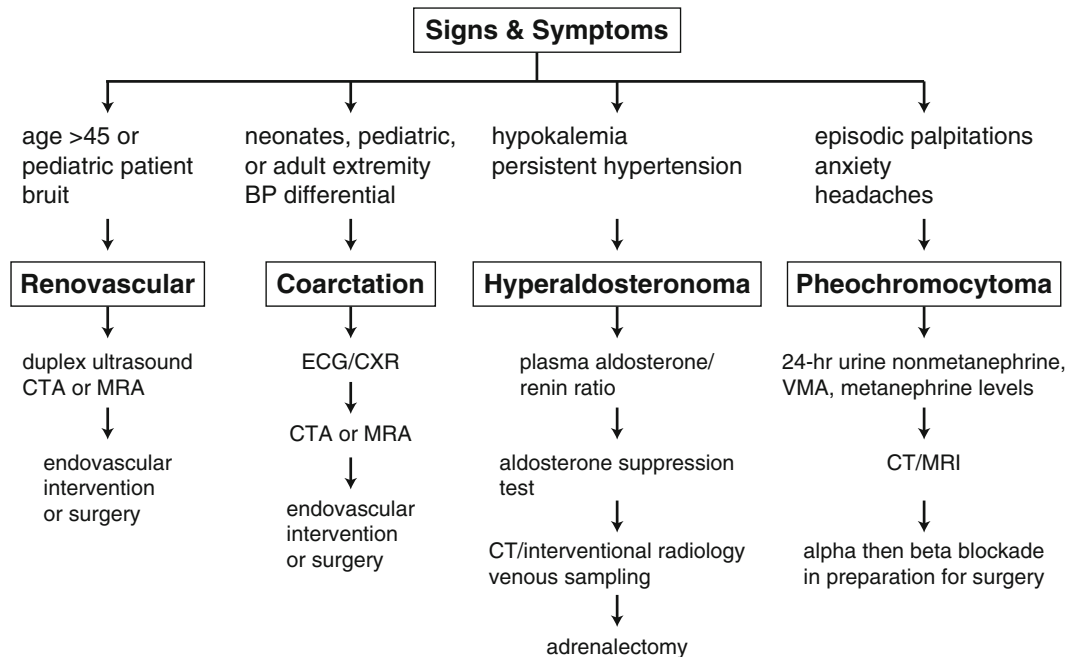 Signs & Symptoms
age >45 or
pediatric patient
bruit
Renovascular
duplex ultrasound
CTA or MRA
endovascular
intervention
or surgery
neonates, pediatric,
or adult extremity
BP differential
Coarctation
ECG/CXR
CTA or MRA
endovascular
intervention
or surgery
hypokalemia
persistent hypertension
Hyperaldosteronoma
plasma aldosterone/
renin ratio
aldosterone suppression
test
CT/interventional radiology
venous sampling
adrenalectomy
episodic palpitations
anxiety
headaches
Pheochromocytoma
24-hr urine nonmetanephrine,
VMA, metanephrine levels
CT/MRI
alpha then beta blockade
in preparation for surgery